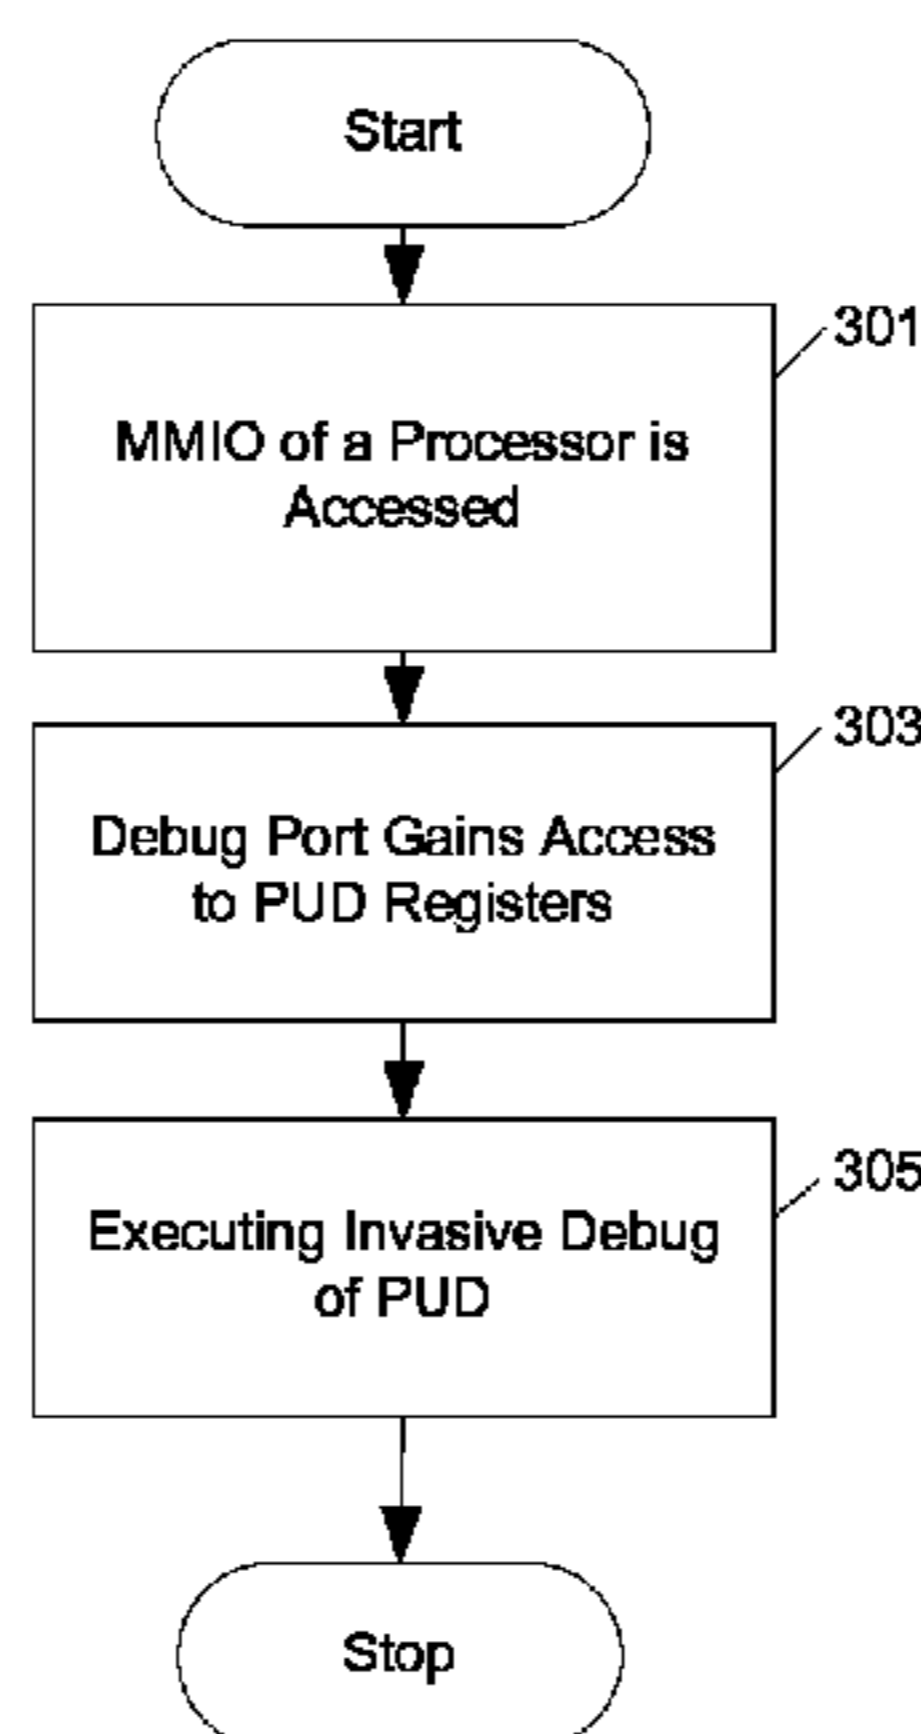 Start
301
MMIO of a Processor is
Accessed
303
Debug Port Gains Access
to PUD Registers
305
Executing Invasive Debug
of PUD
Stop